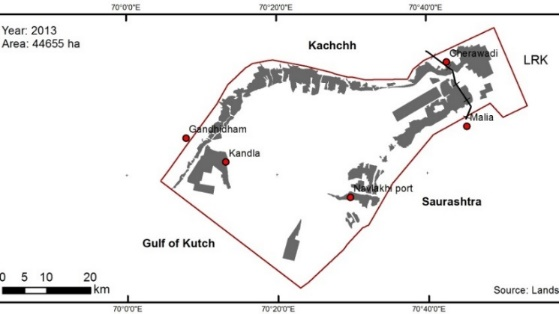 70°0'0"E 70°20'0"E 70°40'0"E
Year: 2013
Area: 44655 ha
Kachchh
Cherawadi
LRK
Gandhidham
Malia
Kandla
Navlakhi port
Saurashtra
Gulf of Kutch
0 5 10 20
km
Source: Lands
70°0'0"E 70°20'0"E 70°40'0"E